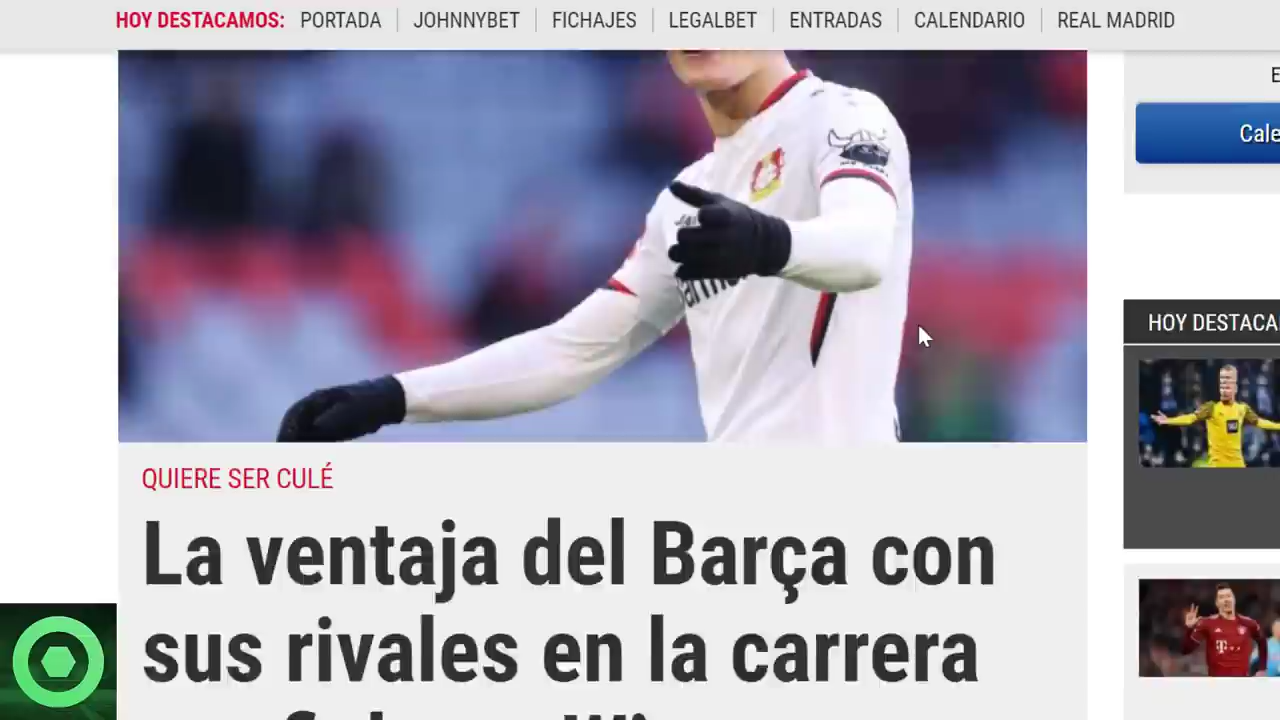 HOY DESTACAMOS: PORTADA JOHNNYBET FICHAJES LEGALBET ENTRADAS CALENDARIO REAL MADRID
QUIERE SER CULÉ
La ventaja del Barça con
sus rivales en la carrera
E
Cale
HOY DESTACA